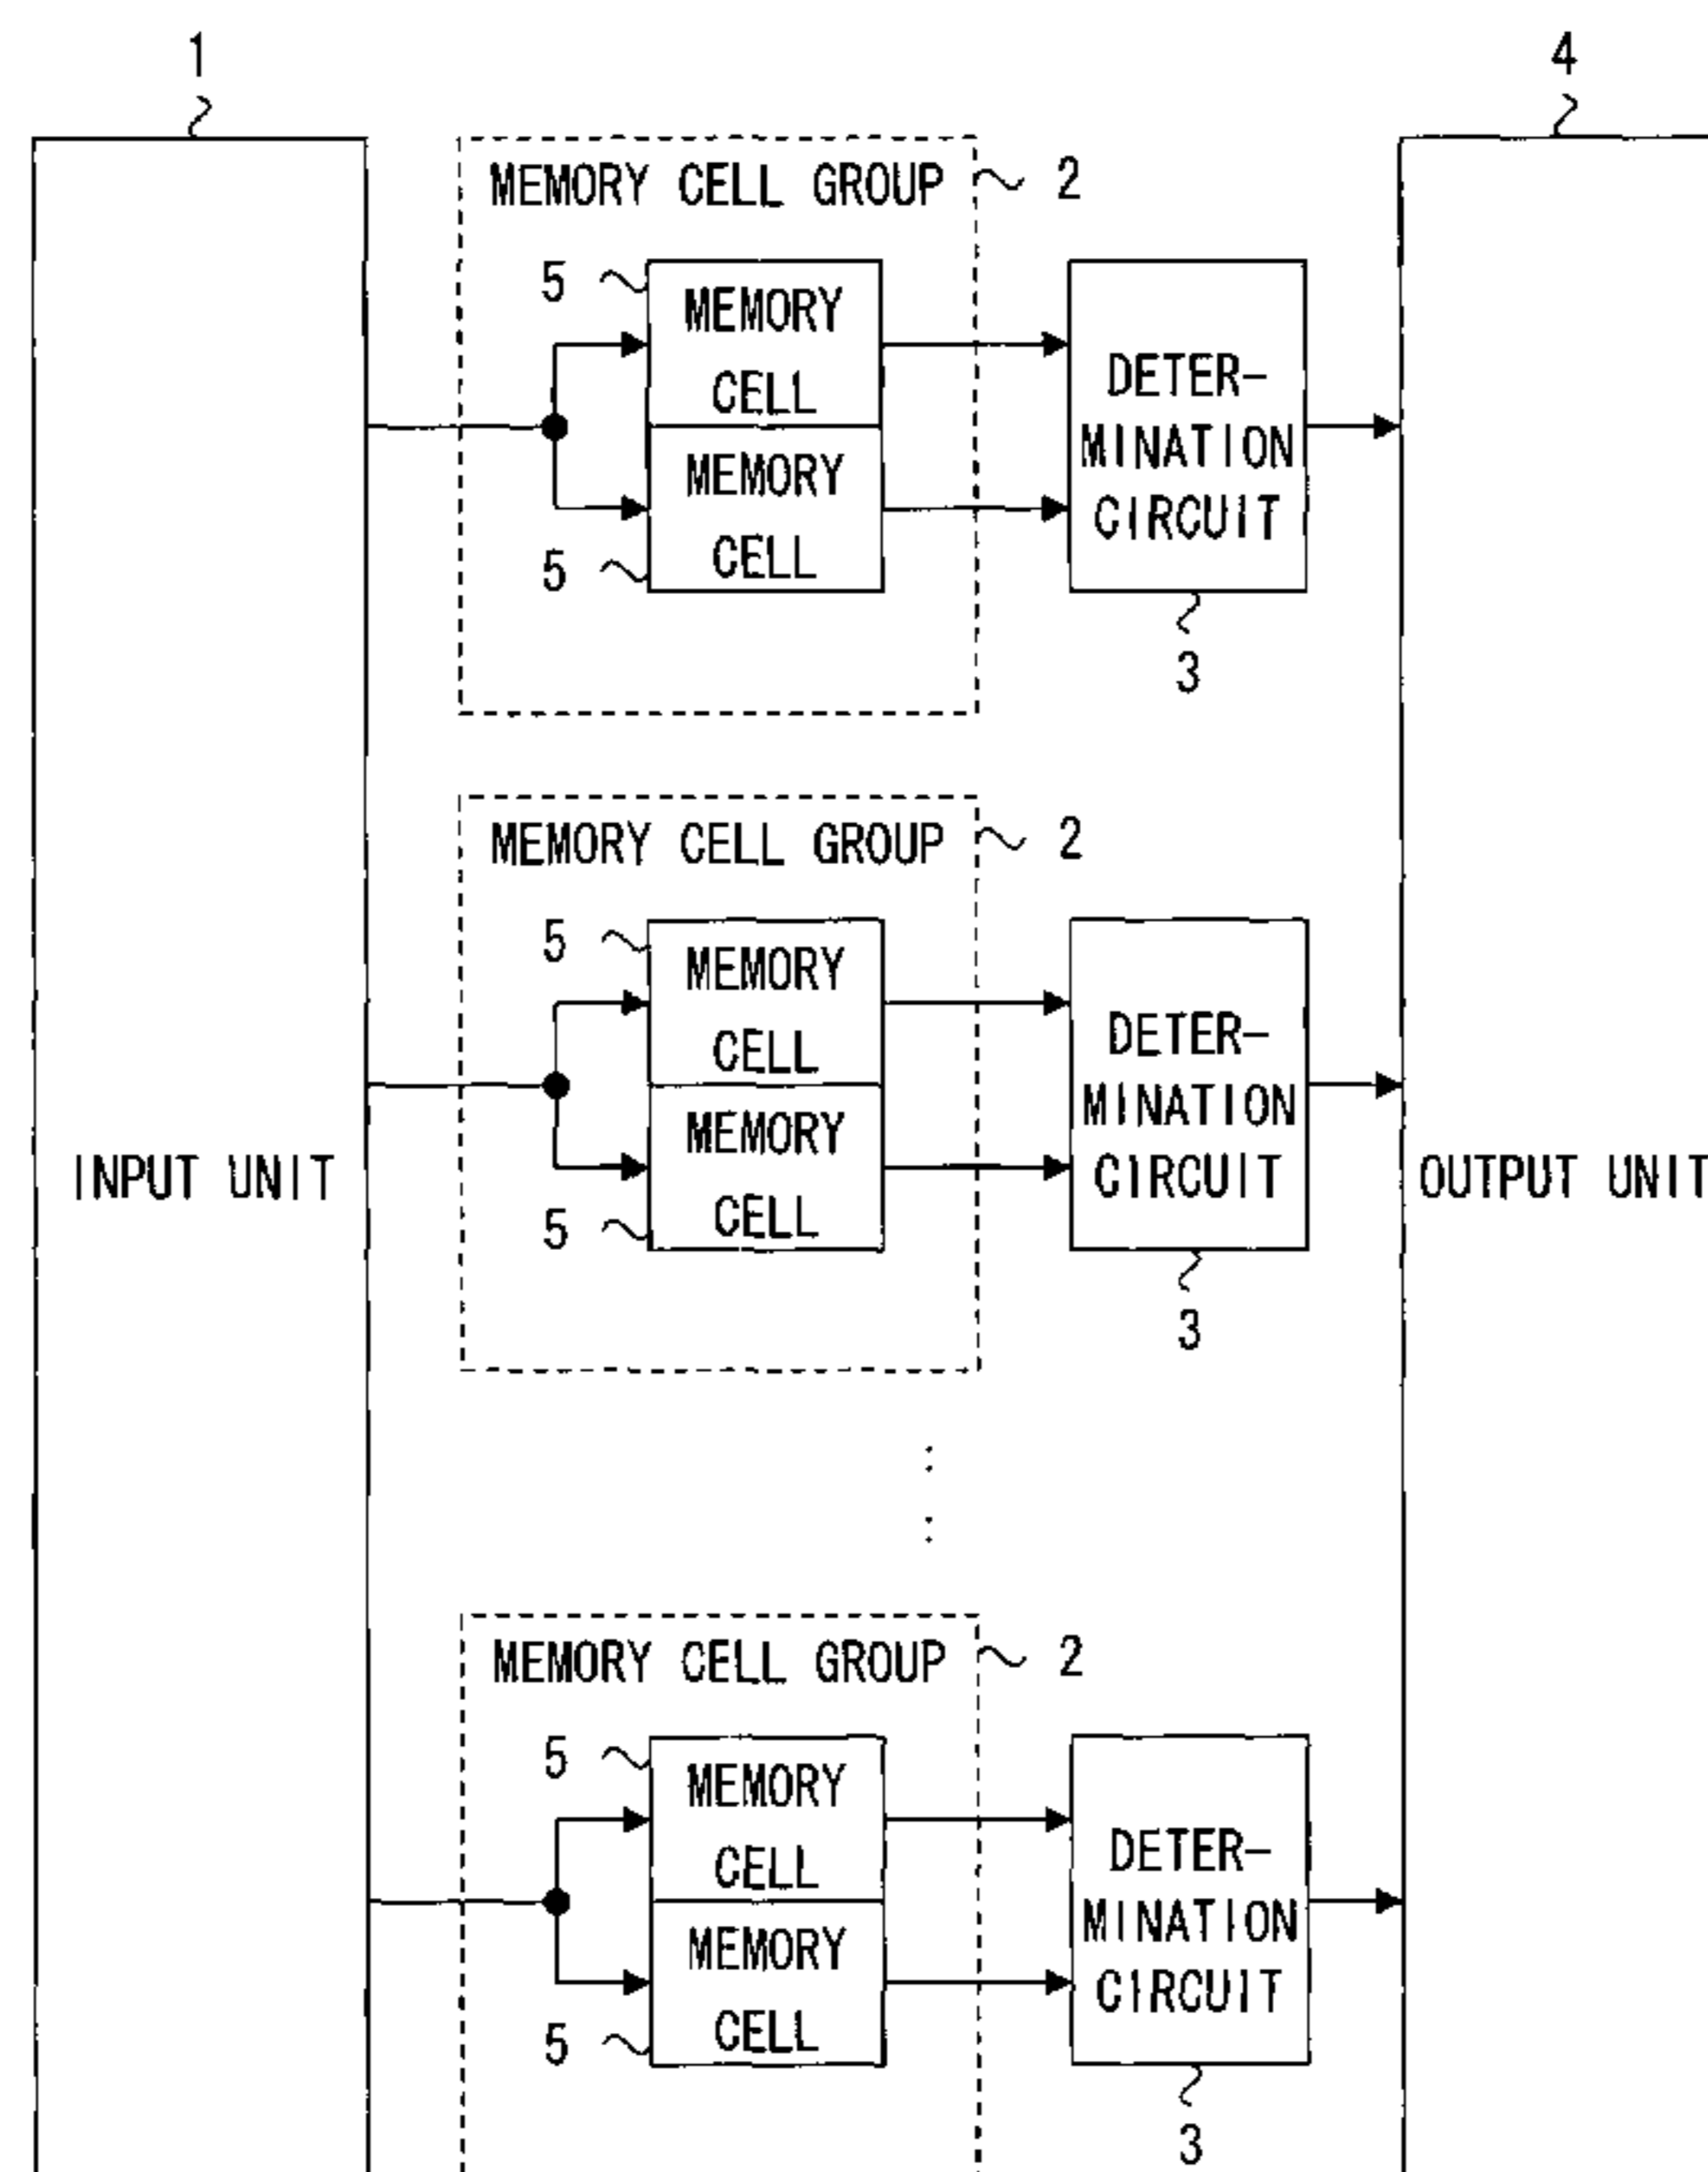 1
4
MEMORY CELL GROUP
2
5
MEMORY
CELL
MEMORY
CELL
5
DETER-
MINATION
CIRCUIT
3
MEMORY CELL GROUP
2
5
MEMORY
CELL
MEMORY
CELL
5
DETER-
MINATION
CIRCUIT
3
INPUT UNIT
OUTPUT UNIT
MEMORY CELL GROUP
2
5
MEMORY
CELL
MEMORY
CELL
5
DETER-
MINATION
CIRCUIT
3